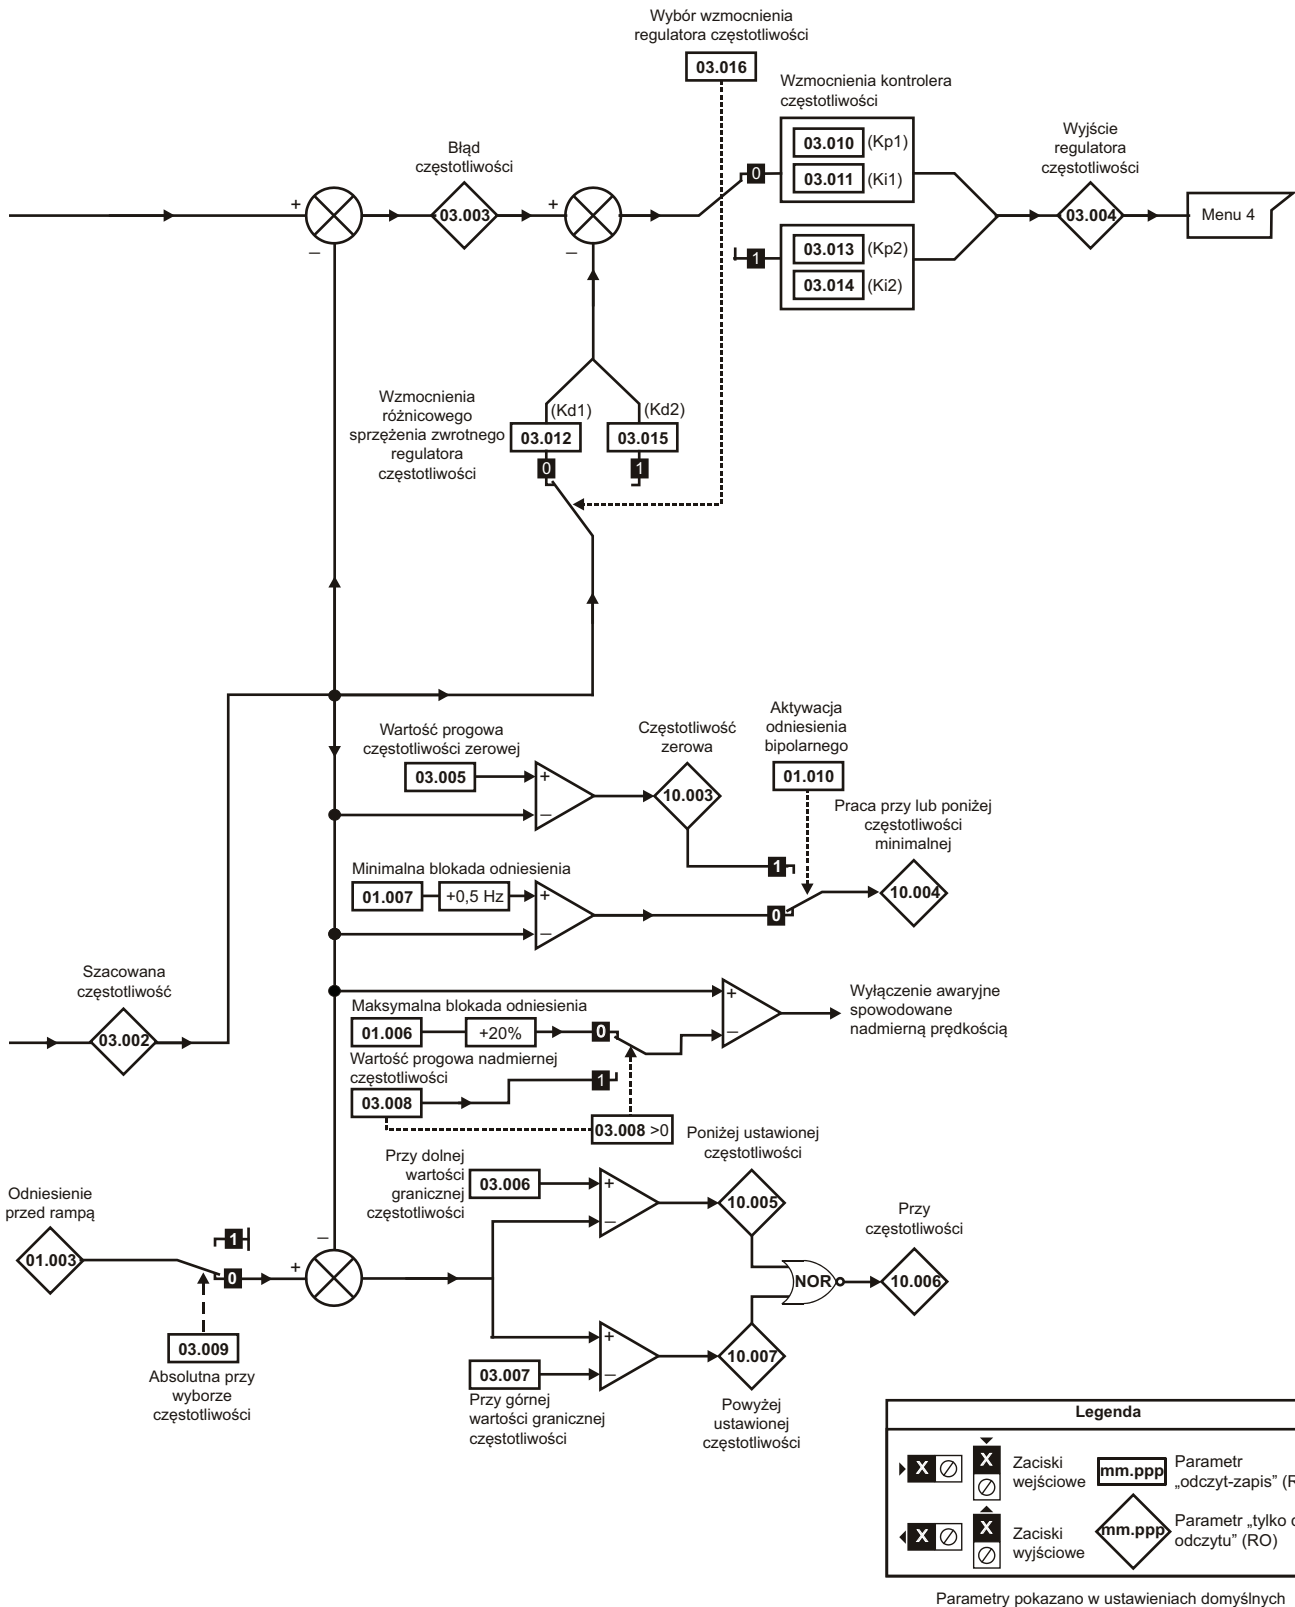 Wybór wzmocnienia
regulatora częstotliwości
03.016
Wzmocnienia kontrolera
częstotliwości
03.010 (Kp1)
03.011 (Ki1)
0
Błąd
częstotliwości
Wyjście
regulatora
częstotliwości
+
03.003
+
03.004
Menu 4
–
–
1
03.013 (Kp2)
03.014 (Ki2)
Wzmocnienia
różnicowego
sprzężenia zwrotnego
regulatora
częstotliwości
(Kd1)
(Kd2)
03.012
03.015
0
1
Wartość progowa
częstotliwości zerowej
03.005
+
–
Częstotliwość
zerowa
10.003
Aktywacja
odniesienia
bipolarnego
01.010
Praca przy lub poniżej
częstotliwości
minimalnej
1
10.004
0
Minimalna blokada odniesienia
01.007
+0,5 Hz
+
–
Szacowana
częstotliwość
03.002
Maksymalna blokada odniesienia
01.006
+20%
0
+
–
Wyłączenie awaryjne
spowodowane
nadmierną prędkością
Wartość progowa nadmiernej
częstotliwości
03.008
1
03.008 >0
Przy dolnej
wartości
granicznej
częstotliwości
03.006
+
–
Poniżej ustawionej
częstotliwości
10.005
Odniesienie
przed rampą
01.003
1
0
–
+
03.009
Absolutna przy
wyborze
częstotliwości
NOR
Przy
częstotliwości
10.006
+
–
03.007
Przy górnej
wartości granicznej
częstotliwości
10.007
Powyżej
ustawionej
częstotliwości
Legenda
X
X
Zaciski
wejściowe
mm.ppp
Parametr
„odczyt-zapis” (R
X
X
Zaciski
wyjściowe
mm.ppp
Parametr „tylko
odczytu” (RO)
Parametry pokazano w ustawieniach domyślnych